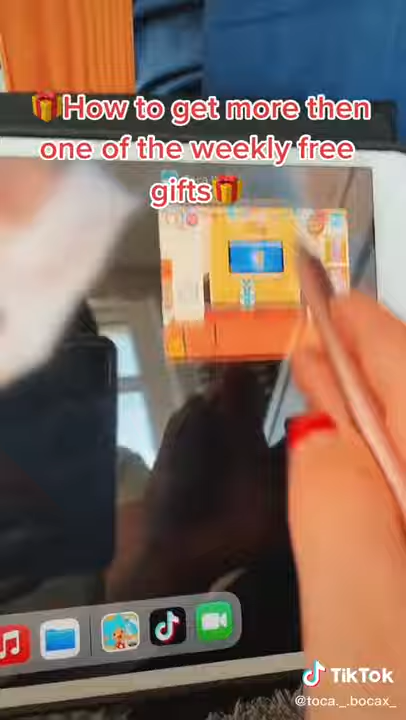 🎁How to get more then
one of the weekly free
gifts🎁
TikTok
@toca._.bocax_